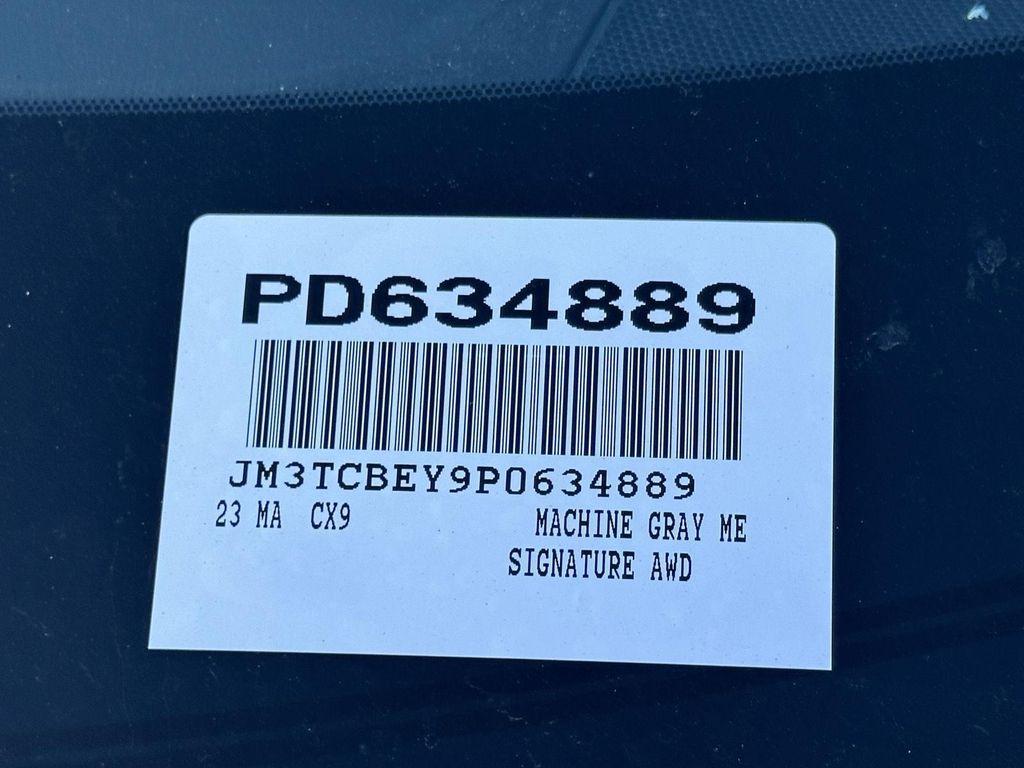 PD634889
JM3TCBEY9P0634889
23 MA CX9 MACHINE GRAY ME
SIGNATURE AWD